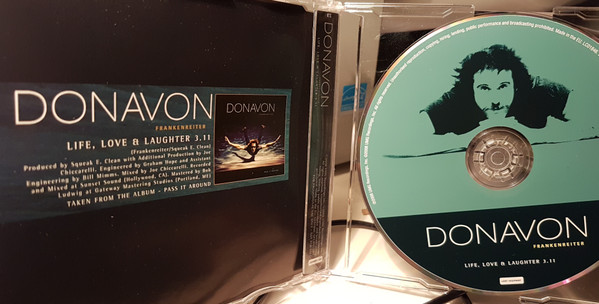 DONAVON
FRANKENREITER
LIFE, LOVE & LAUGHTER 3.11
(Frankenreiter/Squeak E. Clean)
Produced by Squeak E. Clean with Additional Production by Joe
Chiccarelli. Engineered by Graham Hope and Assistant
Engineering by Bill Mimms. Mixed by Joe Chiccarelli. Recorded
and Mixed at Sunset Sound (Hollywood, CA). Mastered by Bob
Ludwig at Gateway Mastering Studios (Portland, ME)
TAKEN FROM THE ALBUM - PASS IT AROUND
DONAVON
DONAVON
DONAVON
FRANKENREITER
LIFE, LOVE & LAUGHTER 3.11